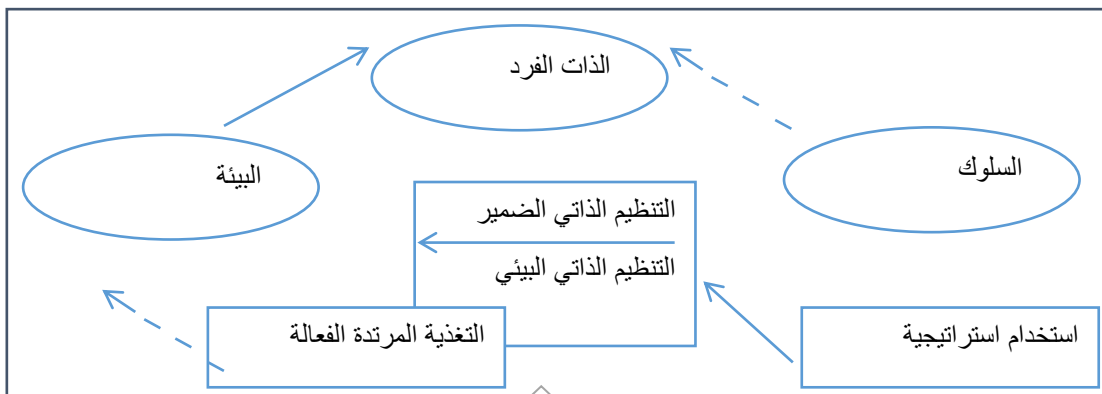 الذات الفرد
السلوك
البيئة
التنظيم الذاتي الضمير
التنظيم الذاتي البيئي
استخدام استراتيجية
التغذية المرتدة الفعالة